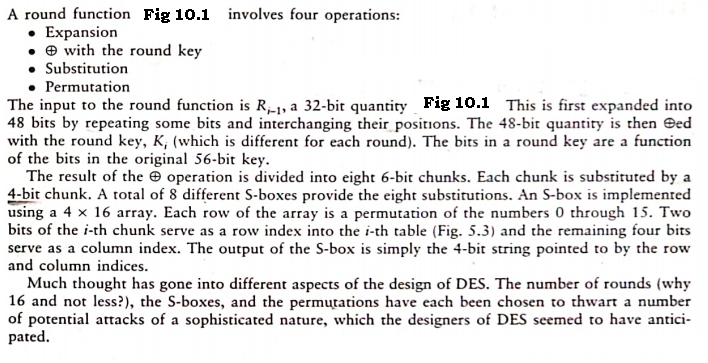 A round function Fig 10.1 involves four operations:
• Expansion
• ⊕ with the round key
• Substitution
• Permutation
The input to the round function is Rᵢ₋₁, a 32-bit quantity Fig 10.1 This is first expanded into
48 bits by repeating some bits and interchanging their positions. The 48-bit quantity is then ⊕ed
with the round key, Kᵢ (which is different for each round). The bits in a round key are a function
of the bits in the original 56-bit key.
The result of the ⊕ operation is divided into eight 6-bit chunks. Each chunk is substituted by a
4-bit chunk. A total of 8 different S-boxes provide the eight substitutions. An S-box is implemented
using a 4 × 16 array. Each row of the array is a permutation of the numbers 0 through 15. Two
bits of the i-th chunk serve as a row index into the i-th table (Fig. 5.3) and the remaining four bits
serve as a column index. The output of the S-box is simply the 4-bit string pointed to by the row
and column indices.
Much thought has gone into different aspects of the design of DES. The number of rounds (why
16 and not less?), the S-boxes, and the permutations have each been chosen to thwart a number
of potential attacks of a sophisticated nature, which the designers of DES seemed to have antici-
pated.